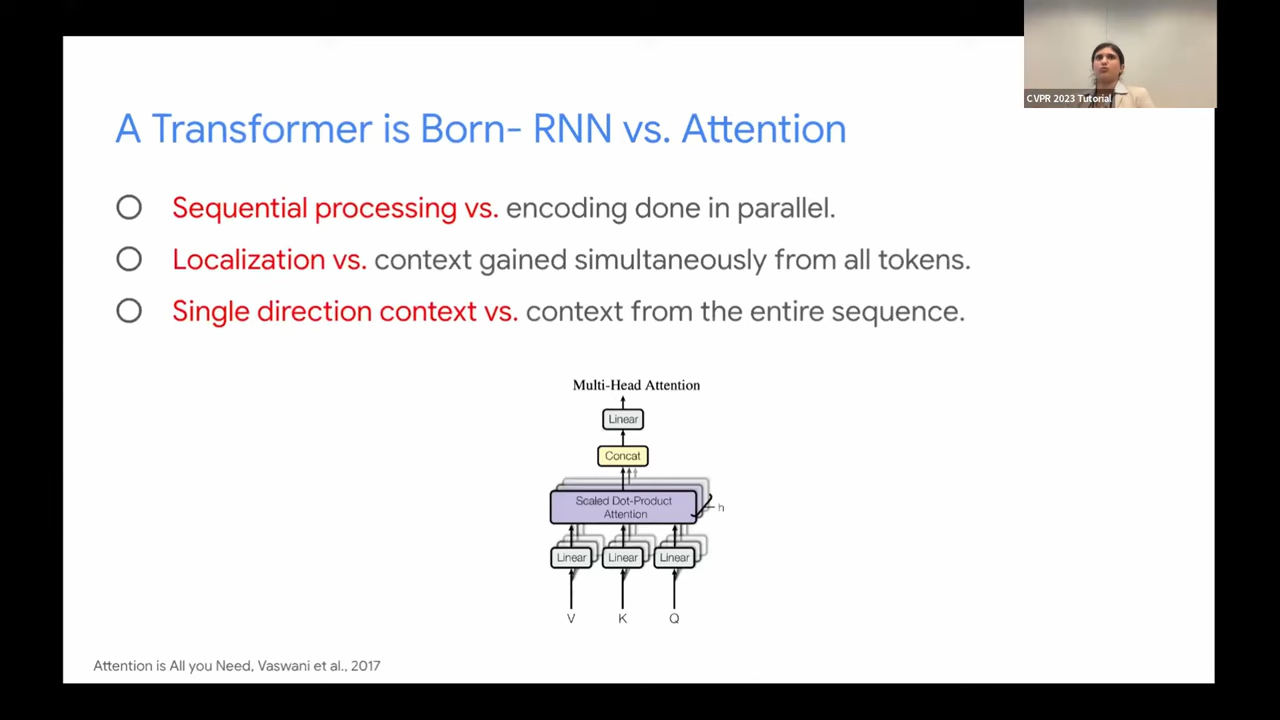 CVPR 2023 Tutorial
A Transformer is Born- RNN vs. Attention
Sequential processing vs. encoding done in parallel.
Localization vs. context gained simultaneously from all tokens.
Single direction context vs. context from the entire sequence.
Multi-Head Attention
Linear
Concat
Scaled Dot-Product
Attention
h
Linear Linear Linear
V K Q
Attention is All you Need, Vaswani et al., 2017